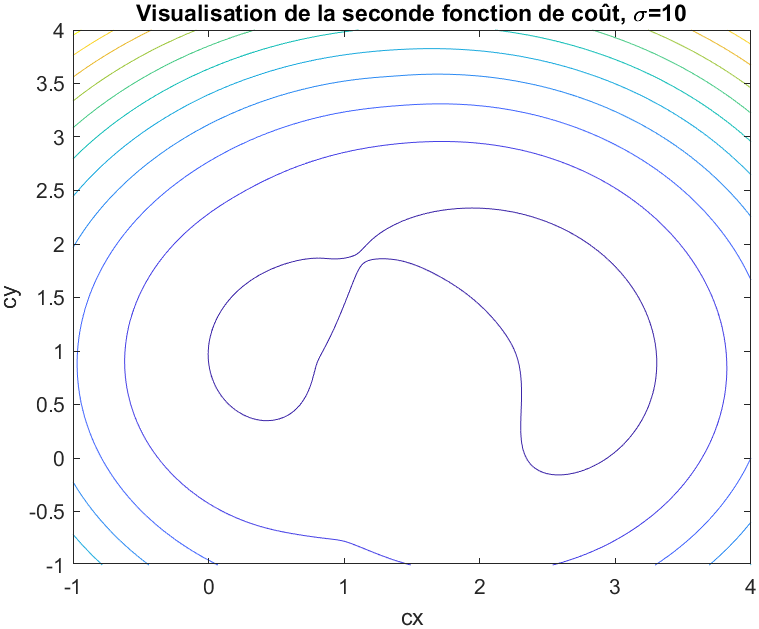 Visualisation de la seconde fonction de coût, σ=10
4
3.5
3
2.5
2
1.5
1
0.5
0
-0.5
-1
cy
-1 0 1 2 3 4
cx